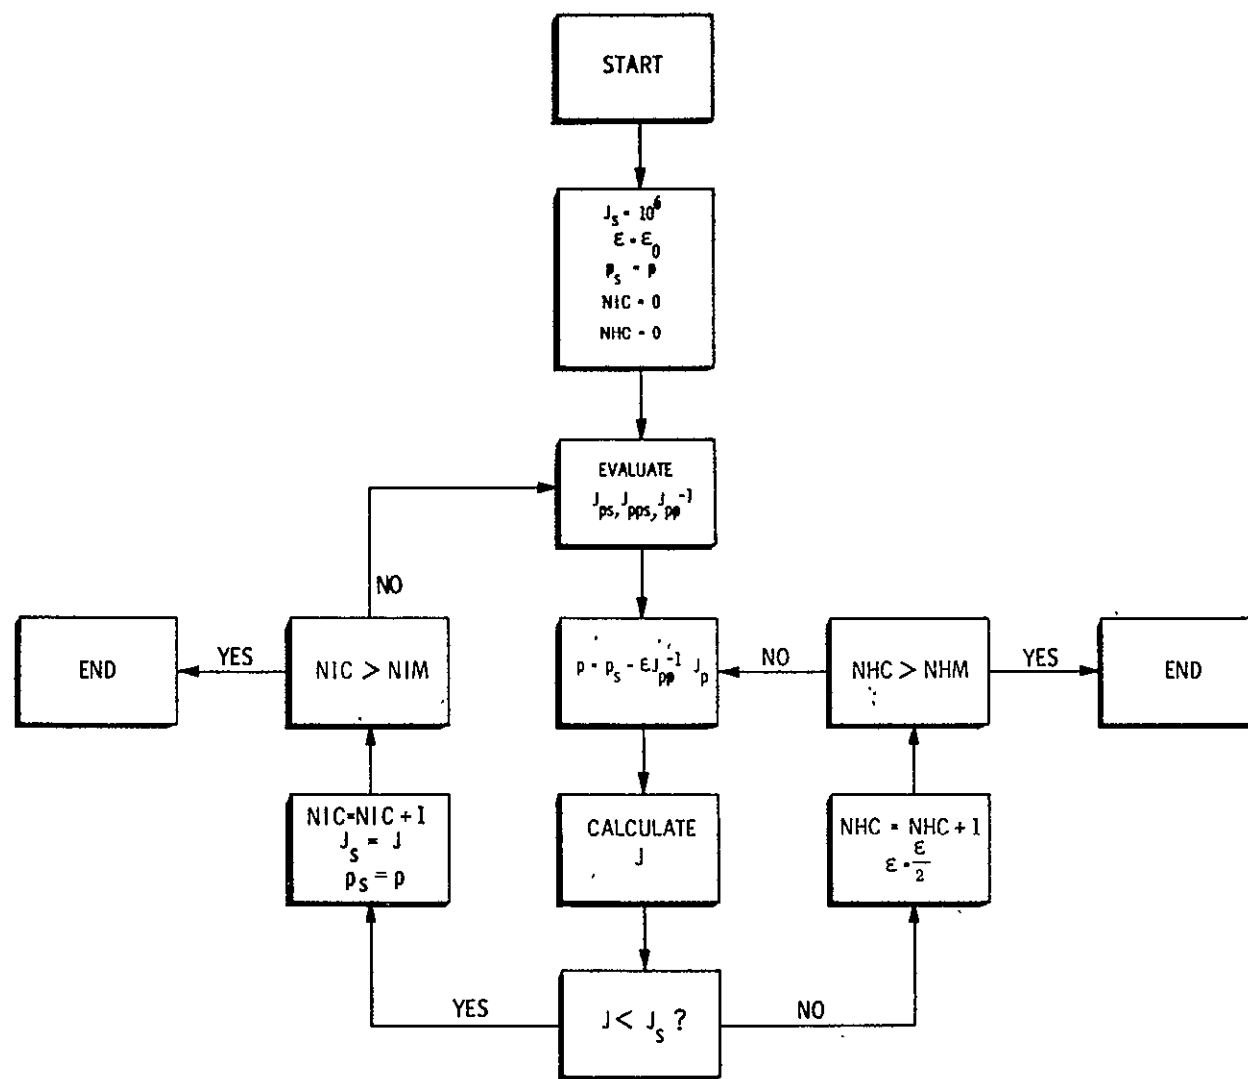 START
J_s = 10^6
ε = ε_0
p_s = p
NIC = 0
NHC = 0
EVALUATE
J_ps, J_pps, J_pp^-1
NO
END
YES
NIC > NIM
p = p_s - εJ_pp^-1 J_p
NO
NHC > NHM
YES
END
NIC=NIC+1
J_s = J
p_s = p
CALCULATE
J
NHC = NHC+1
ε = ε/2
YES
J < J_s ?
NO